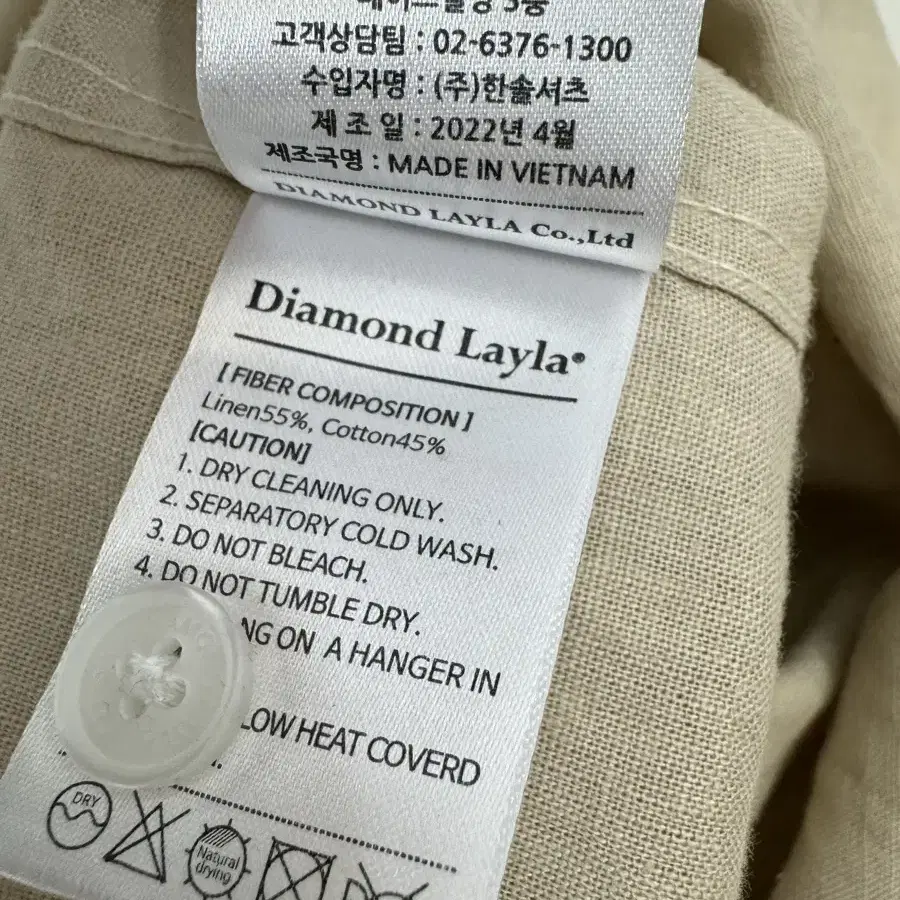 고객상담팀 : 02-6376-1300
수입자명 : (주)한솔셔츠
제 조 일 : 2022년 4월
제조국명 : MADE IN VIETNAM
DIAMOND LAYLA Co.,Ltd
Diamond Layla®
[ FIBER COMPOSITION ]
Linen55%, Cotton45%
[CAUTION]
1. DRY CLEANING ONLY.
2. SEPARATORY COLD WASH.
3. DO NOT BLEACH.
4. DO NOT TUMBLE DRY.
ON A HANGER IN
LOW HEAT COVERD
DRY
Natural drying